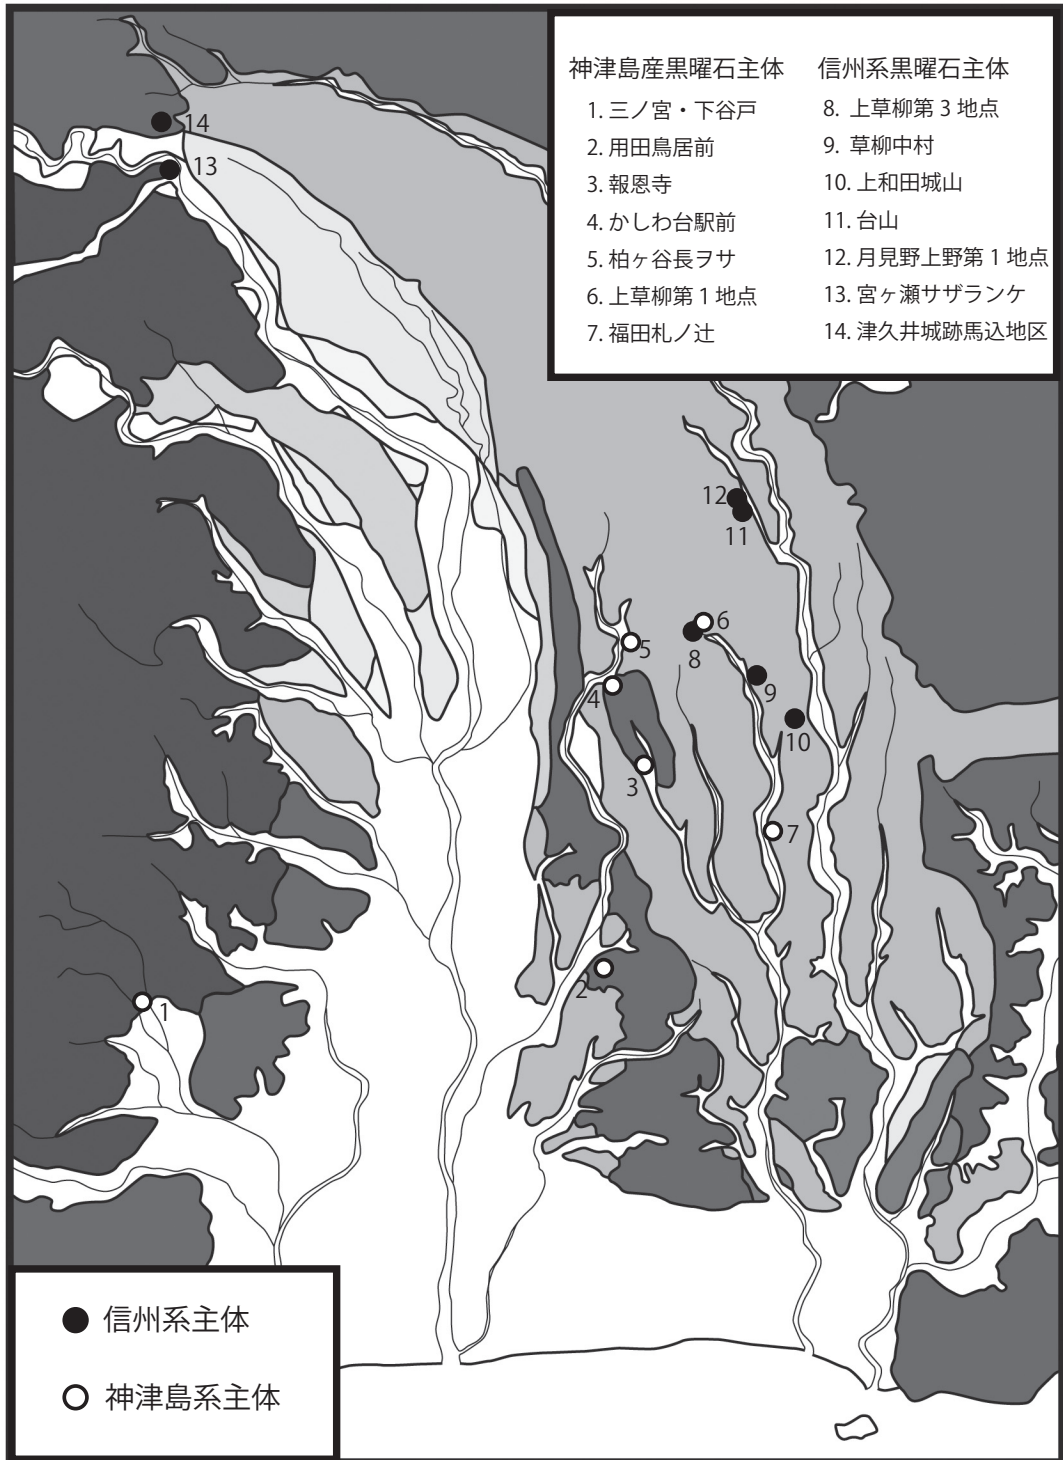 神津島産黒曜石主体
1. 三ノ宮・下谷戸
2. 用田鳥居前
3. 報恩寺
4. かしわ台駅前
5. 柏ヶ谷長ヲサ
6. 上草柳第1地点
7. 福田札ノ辻
信州系黒曜石主体
8. 上草柳第3地点
9. 草柳中村
10. 上和田城山
11. 台山
12. 月見野上野第1地点
13. 宮ヶ瀬サザランケ
14. 津久井城跡馬込地区
14
13
12
11
6
5
8
4
9
10
3
7
2
1
信州系主体
神津島系主体